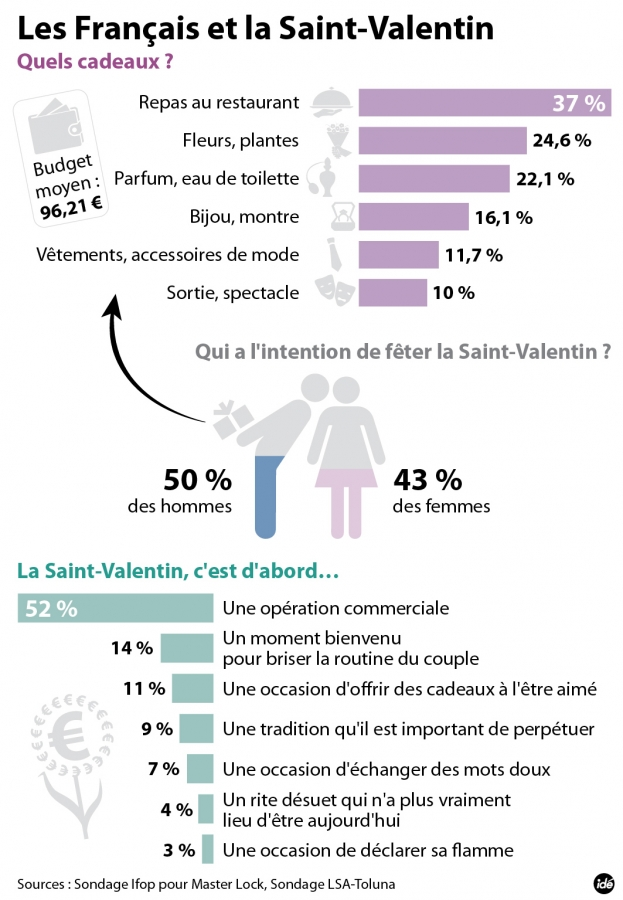 Les Français et la Saint-Valentin
Quels cadeaux ?
Budget
moyen :
96,21 €
Repas au restaurant 37 %
Fleurs, plantes 24,6 %
Parfum, eau de toilette 22,1 %
Bijou, montre 16,1 %
Vêtements, accessoires de mode 11,7 %
Sortie, spectacle 10 %
Qui a l'intention de fêter la Saint-Valentin ?
50 %
des hommes
43 %
des femmes
La Saint-Valentin, c'est d'abord...
52 % Une opération commerciale
14 % Un moment bienvenu
pour briser la routine du couple
11 % Une occasion d'offrir des cadeaux à l'être aimé
9 % Une tradition qu'il est important de perpétuer
7 % Une occasion d'échanger des mots doux
4 % Un rite désuet qui n'a plus vraiment
lieu d'être aujourd'hui
3 % Une occasion de déclarer sa flamme
€
Sources : Sondage Ifop pour Master Lock, Sondage LSA-Toluna
idé